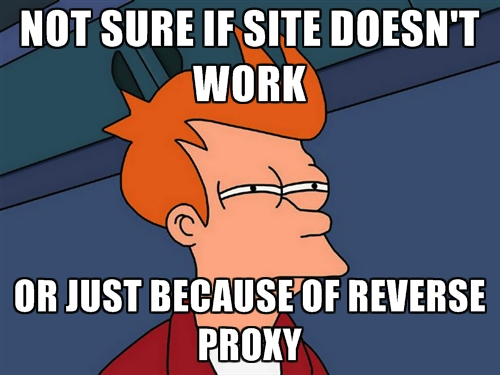 NOT SURE IF SITE DOESN'T
WORK
OR JUST BECAUSE OF REVERSE
PROXY